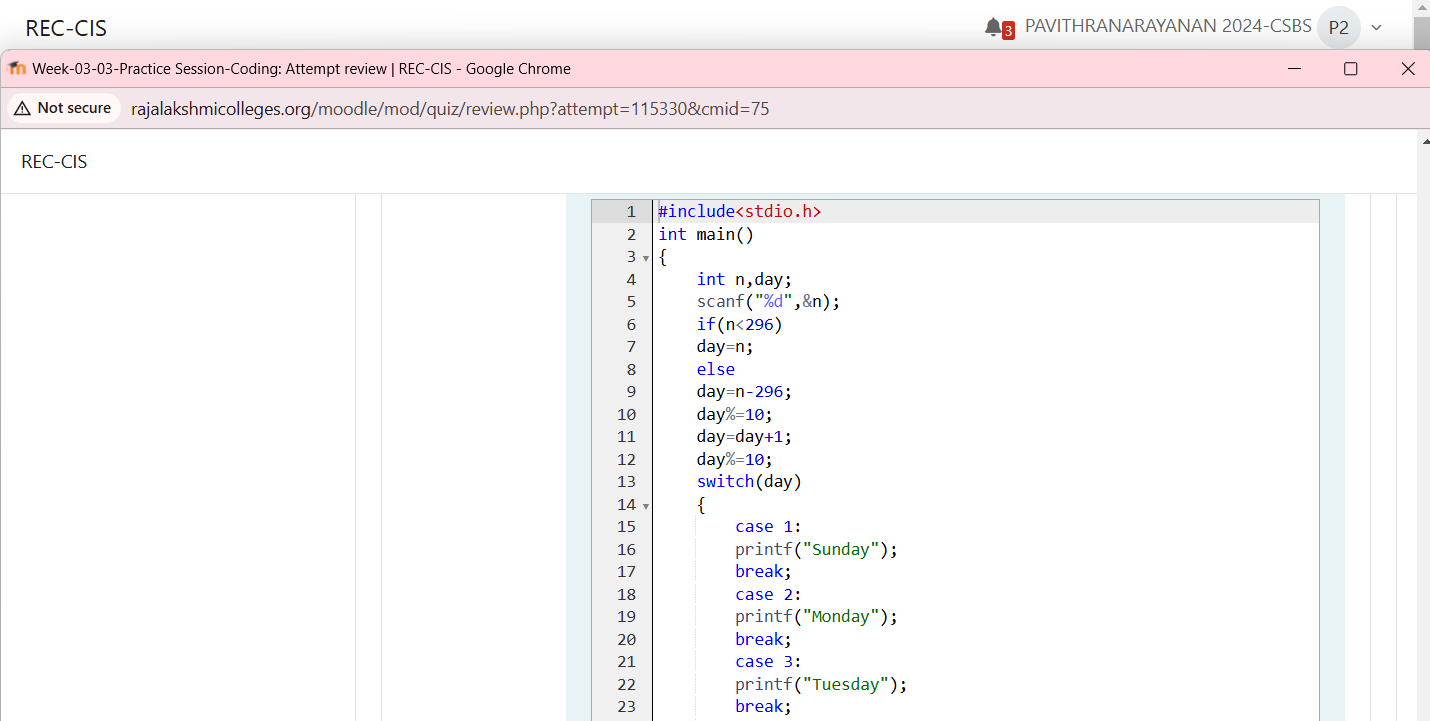 REC-CIS
3 PAVITHRANARAYANAN 2024-CSBS P2
Week-03-03-Practice Session-Coding: Attempt review | REC-CIS - Google Chrome
Not secure rajalakshmicolleges.org/moodle/mod/quiz/review.php?attempt=115330&cmid=75
REC-CIS
1 #include<stdio.h>
2 int main()
3 {
4 int n,day;
5 scanf("%d",&n);
6 if(n<296)
7 day=n;
8 else
9 day=n-296;
10 day%=10;
11 day=day+1;
12 day%=10;
13 switch(day)
14 {
15 case 1:
16 printf("Sunday");
17 break;
18 case 2:
19 printf("Monday");
20 break;
21 case 3:
22 printf("Tuesday");
23 break;